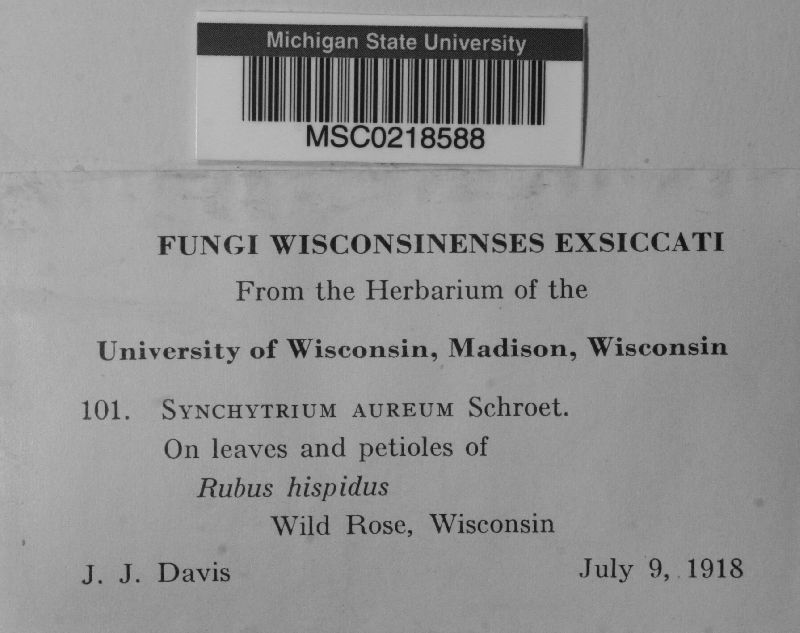 Michigan State University
MSC0218588
FUNGI WISCONSINENSES EXSICCATI
From the Herbarium of the
University of Wisconsin, Madison, Wisconsin
101. SYNCHYTRIUM AUREUM Schroet.
On leaves and petioles of
Rubus hispidus
Wild Rose, Wisconsin
J. J. Davis July 9, 1918